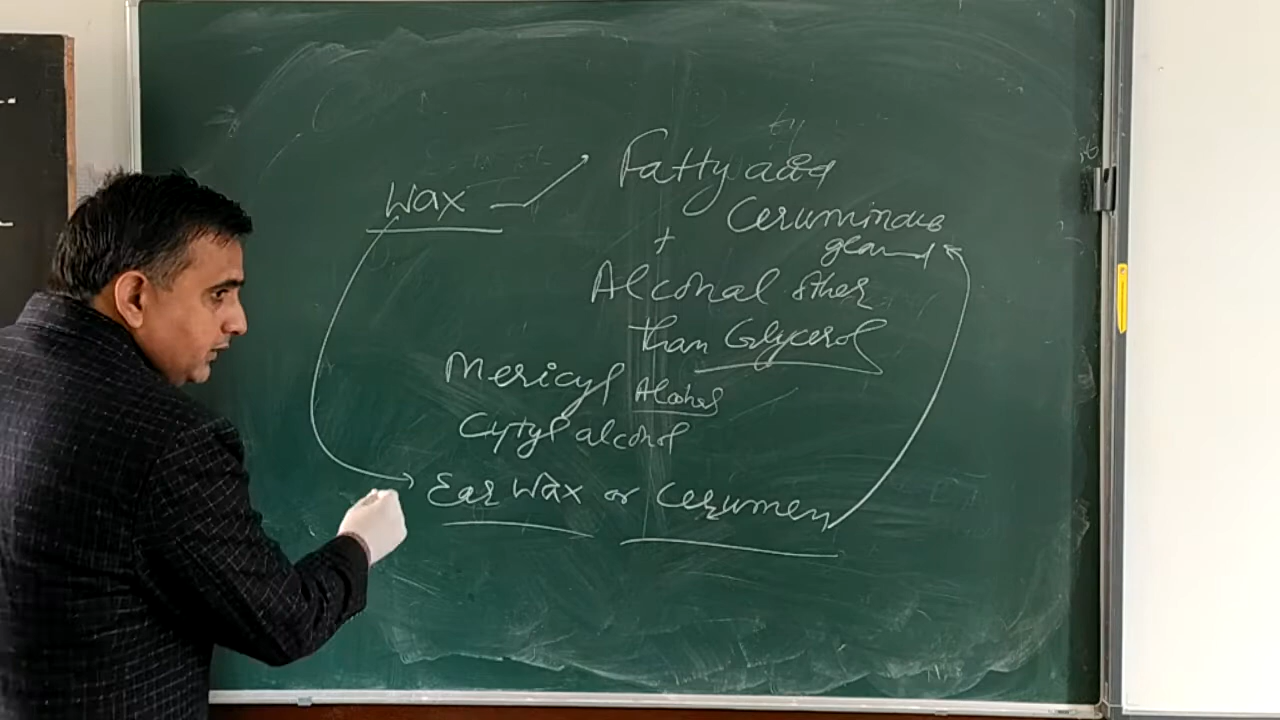 Wax
Fatty acid
Ceruminous
gland
+
Alcohal other
than Glycerol
Mericyl Alcohol
Cytyl alcohol
Ear Wax or Cerumen